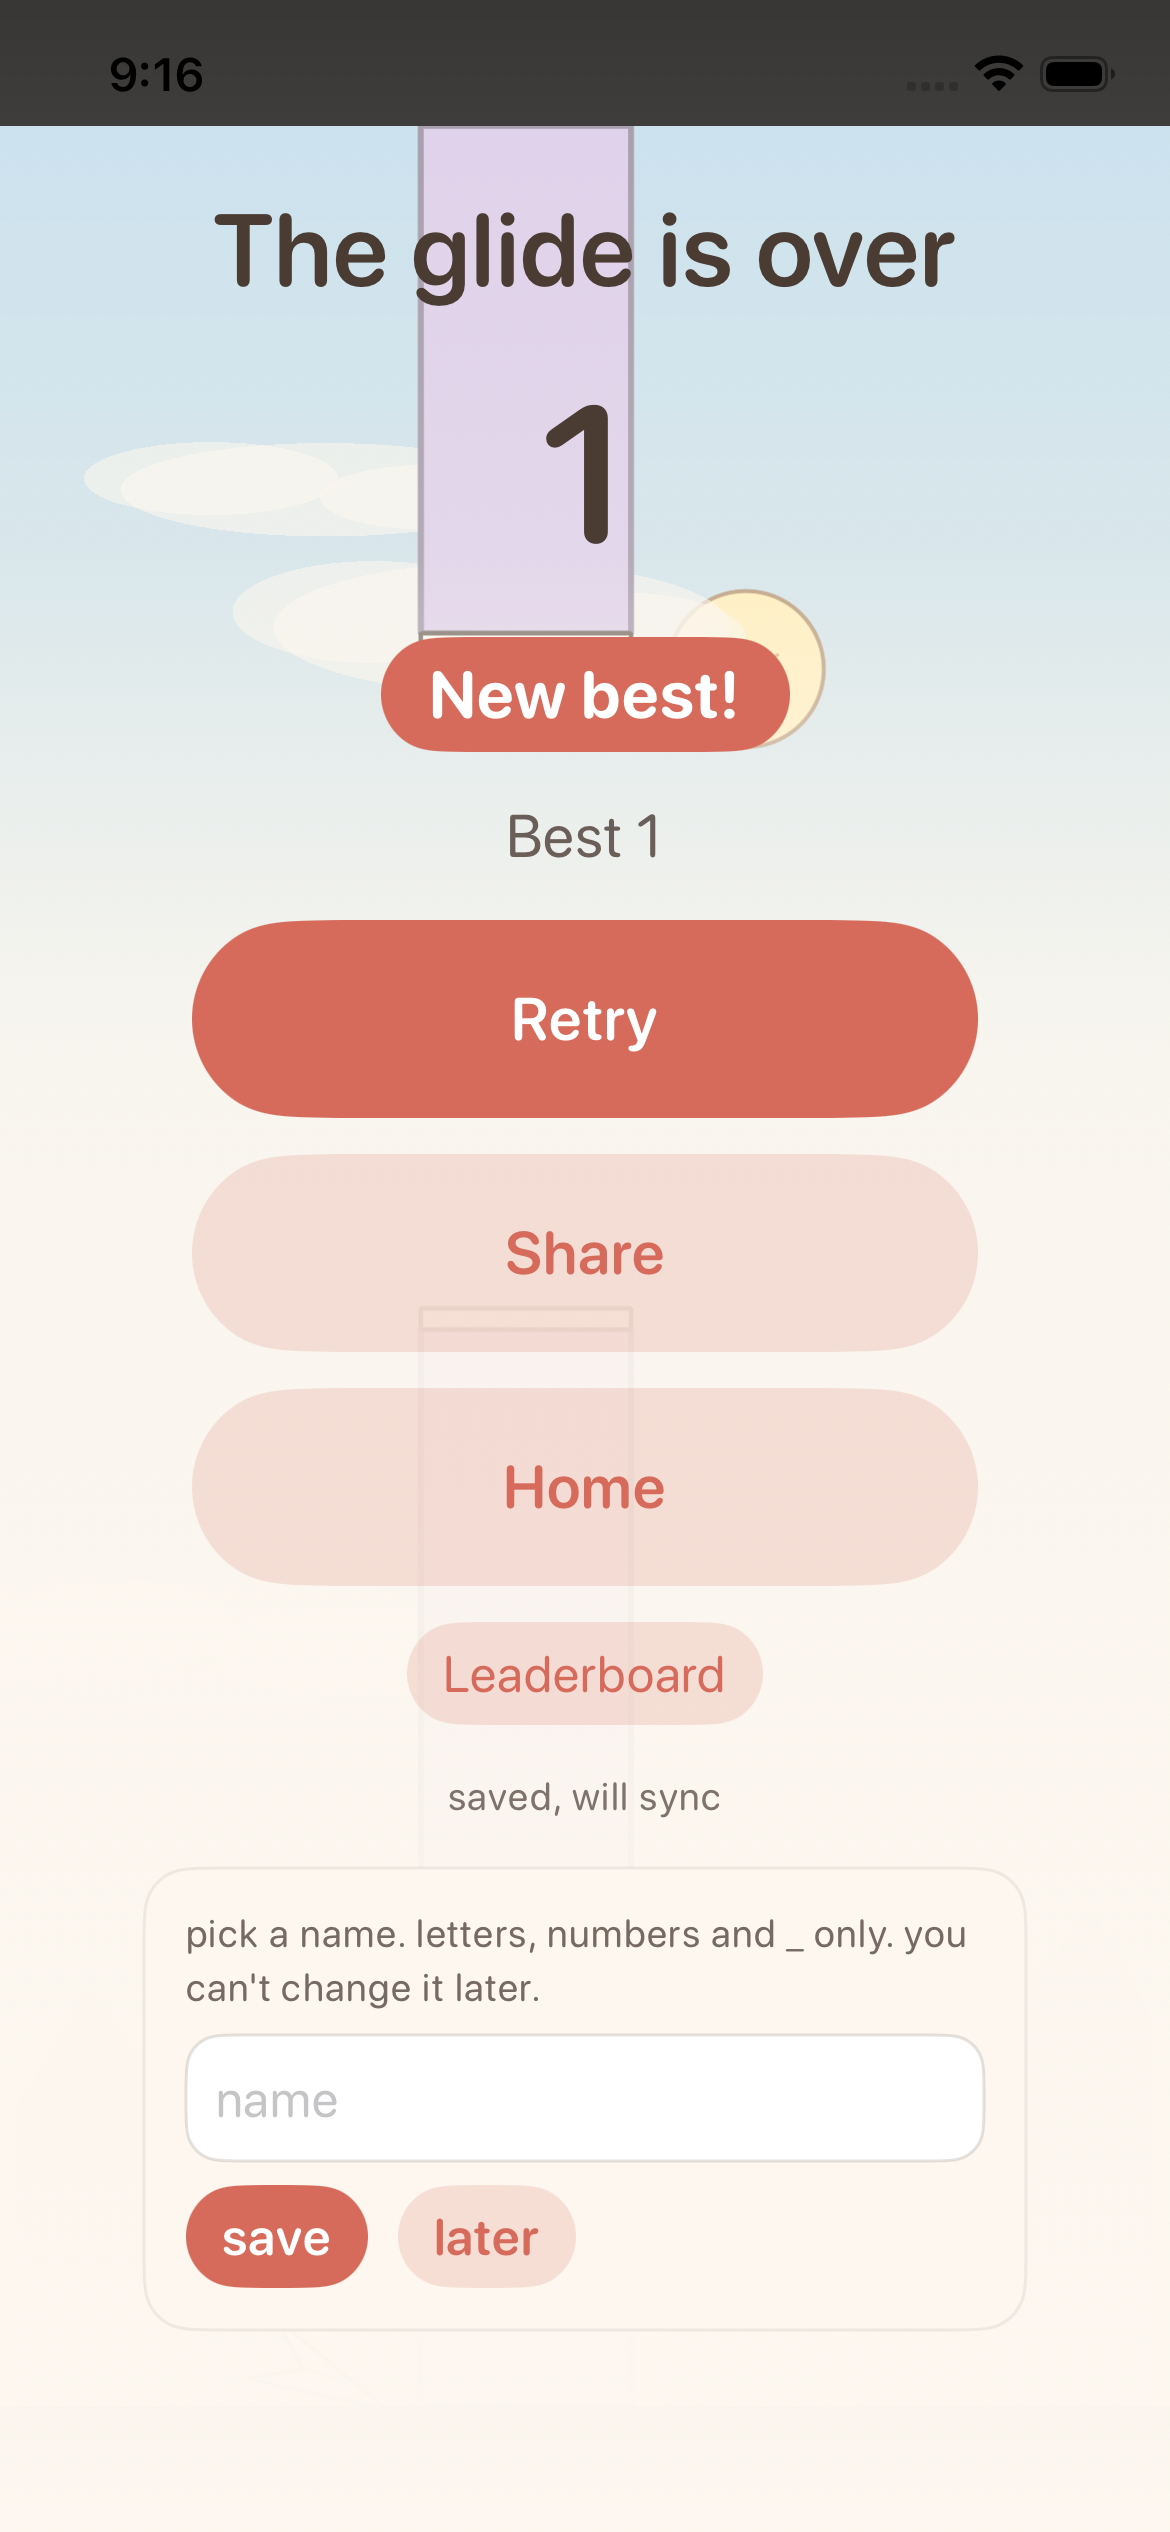 9:16
The glide is over
1
New best!
Best 1
Retry
Share
Home
Leaderboard
saved, will sync
pick a name. letters, numbers and _ only. you
can't change it later.
name
save later